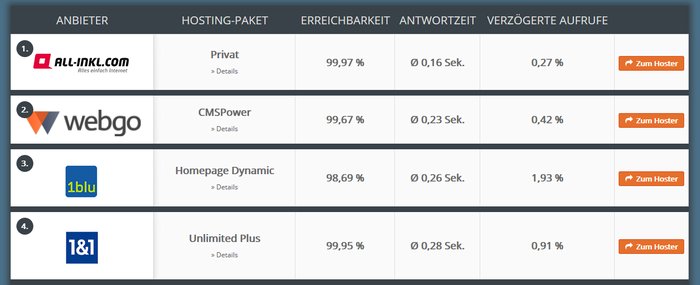 ANBIETER HOSTING-PAKET ERREICHBARKEIT ANTWORTZEIT VERZÖGERTE AUFRUFE
1. ALL-INKL.COM Privat 99,97 % Ø 0,16 Sek. 0,27 % Zum Hoster
Alles einfach Internet » Details
2. webgo CMSPower 99,67 % Ø 0,23 Sek. 0,42 % Zum Hoster
» Details
3. 1blu Homepage Dynamic 98,69 % Ø 0,26 Sek. 1,93 % Zum Hoster
» Details
4. 1&1 Unlimited Plus 99,95 % Ø 0,28 Sek. 0,91 % Zum Hoster
» Details